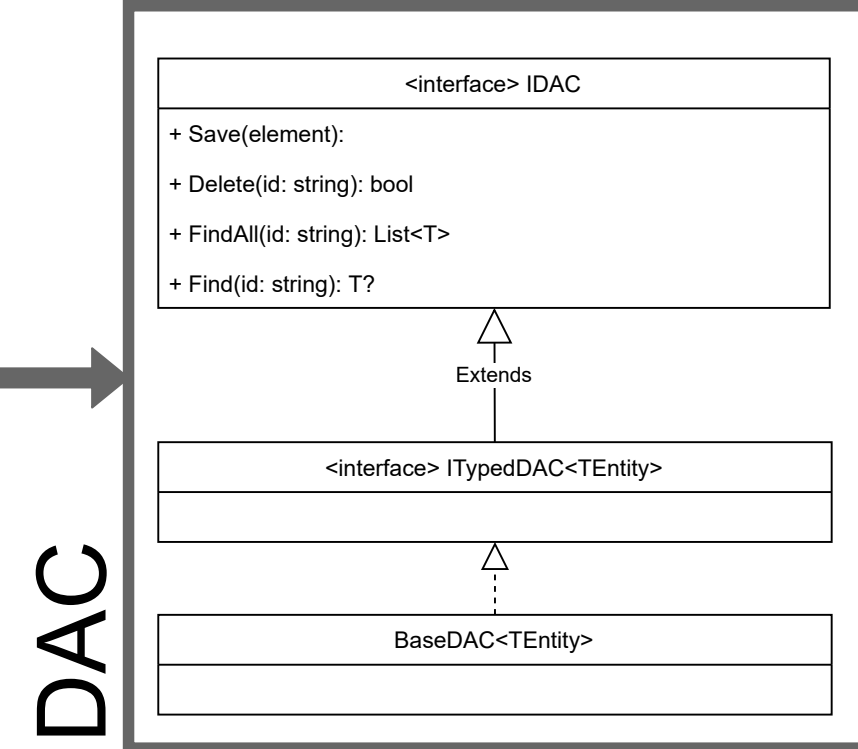 <interface> IDAC
+ Save(element):
+ Delete(id: string): bool
+ FindAll(id: string): List<T>
+ Find(id: string): T?
Extends
<interface> ITypedDAC<TEntity>
BaseDAC<TEntity>
DAC